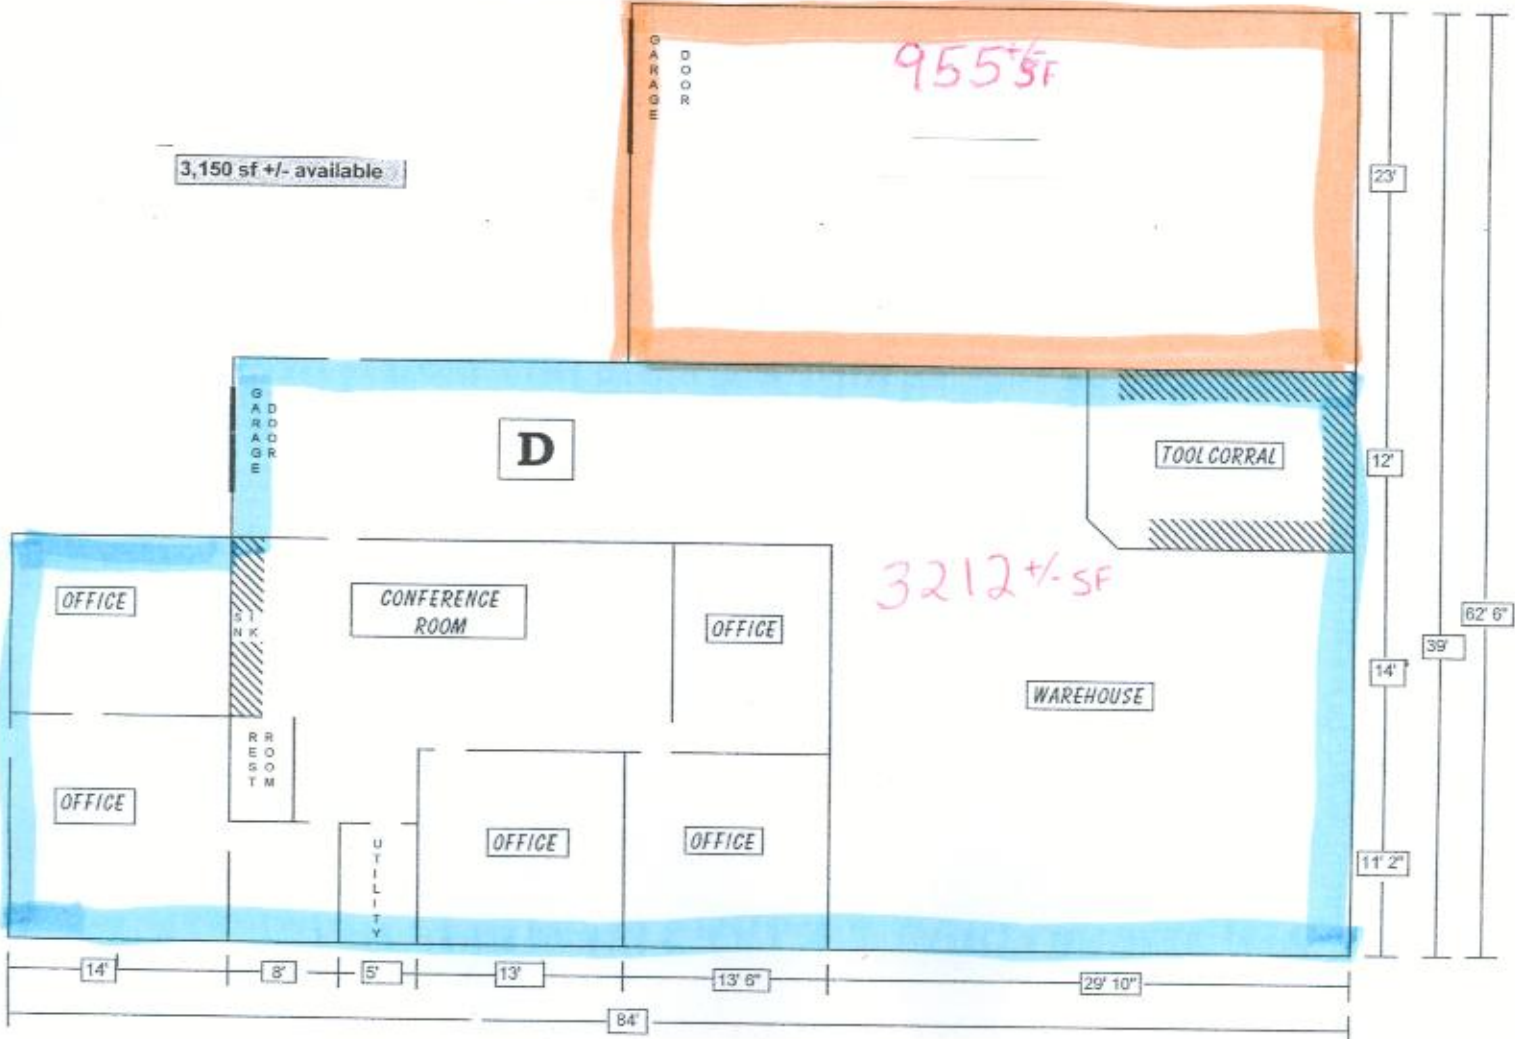 GARAGE
DOOR
955 +/- SF
3,150 sf +/- available
23'
GARAGE
DOOR
D
TOOL CORRAL
12'
OFFICE
SINK
CONFERENCE
ROOM
OFFICE
3212 +/- SF
62' 6"
39'
14'
WAREHOUSE
REST
ROOM
OFFICE
UTILITY
OFFICE
OFFICE
11' 2"
14'
8'
5'
13'
13' 6"
29' 10"
84'